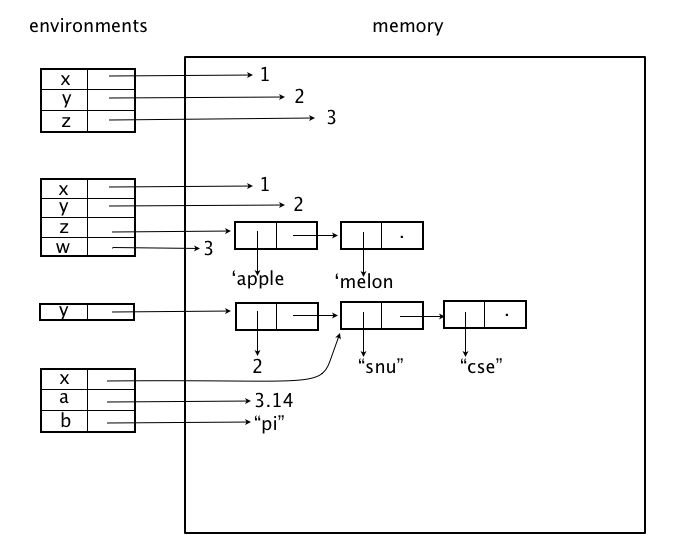 environments memory
x 1
y 2
z 3
x 1
y 2
z
w 3
‘apple ‘melon
y
2 “snu” “cse”
x
a 3.14
b “pi”